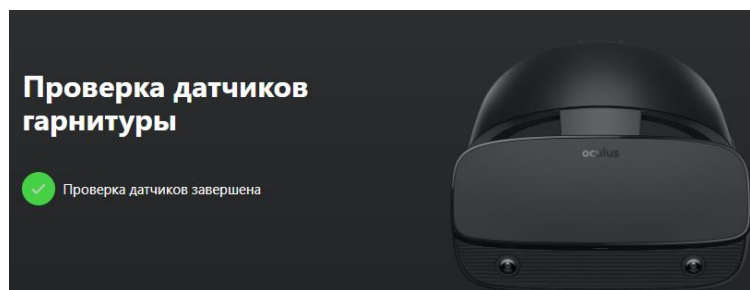 Проверка датчиков
гарнитуры
Проверка датчиков завершена
oculus